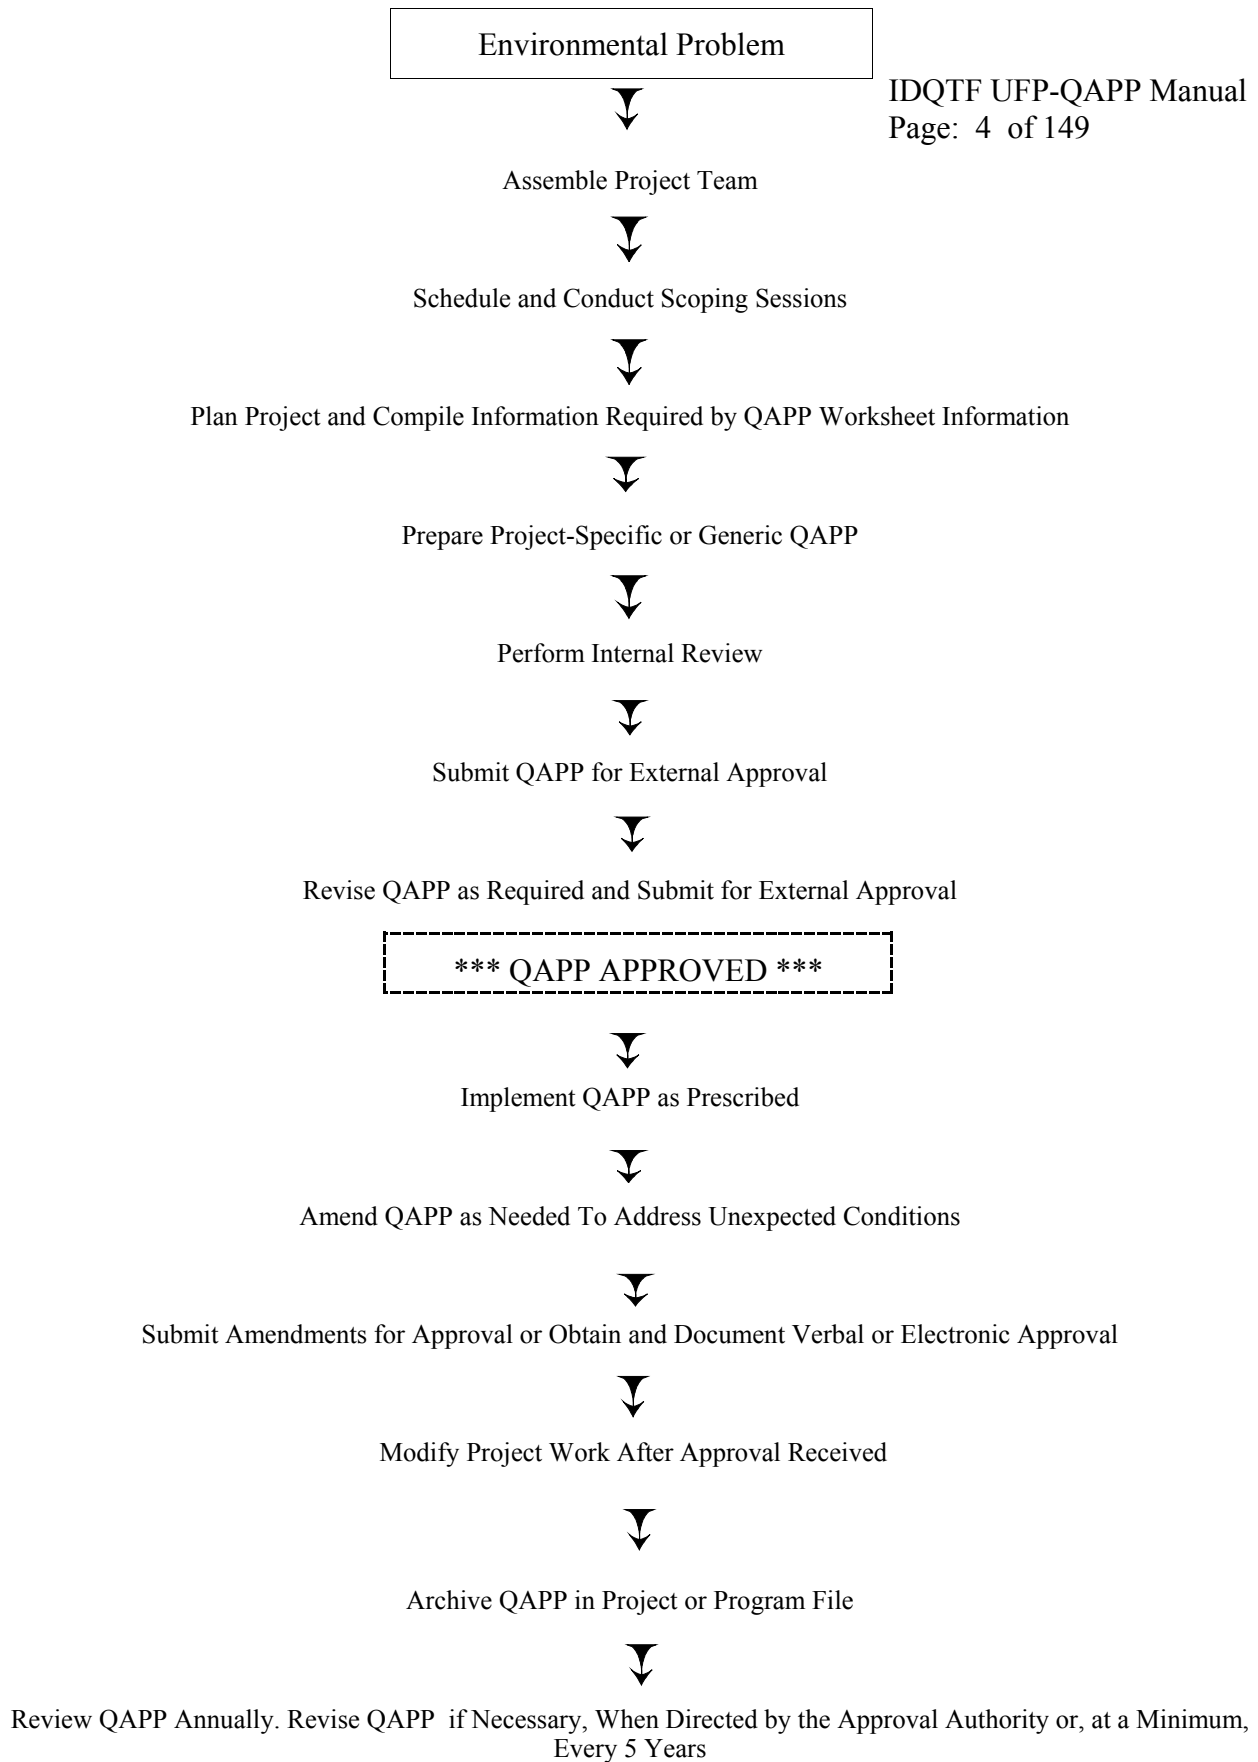 Environmental Problem
IDQTF UFP-QAPP Manual
Page: 4 of 149
Assemble Project Team
Schedule and Conduct Scoping Sessions
Plan Project and Compile Information Required by QAPP Worksheet Information
Prepare Project-Specific or Generic QAPP
Perform Internal Review
Submit QAPP for External Approval
Revise QAPP as Required and Submit for External Approval
*** QAPP APPROVED ***
Implement QAPP as Prescribed
Amend QAPP as Needed To Address Unexpected Conditions
Submit Amendments for Approval or Obtain and Document Verbal or Electronic Approval
Modify Project Work After Approval Received
Archive QAPP in Project or Program File
Review QAPP Annually. Revise QAPP if Necessary, When Directed by the Approval Authority or, at a Minimum,
Every 5 Years